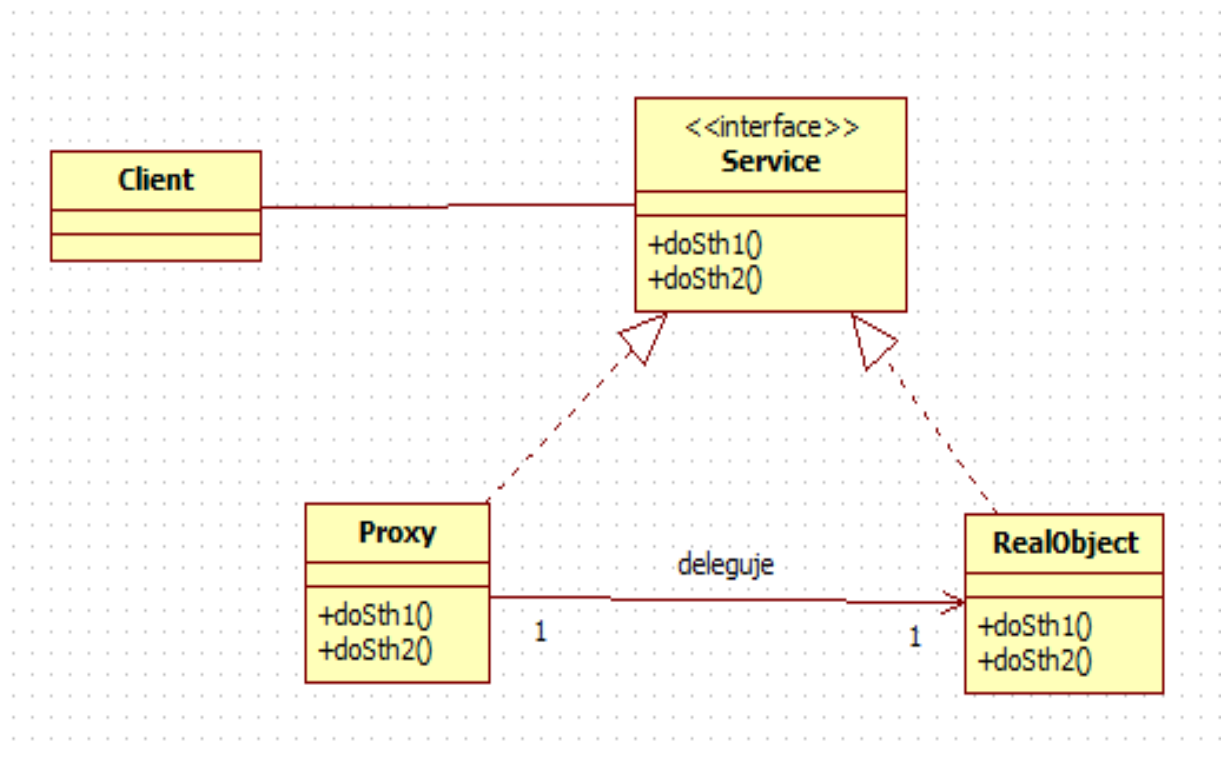 Client
<<interface>>
Service
+doSth1()
+doSth2()
Proxy
+doSth1()
+doSth2()
deleguje
1
1
RealObject
+doSth1()
+doSth2()